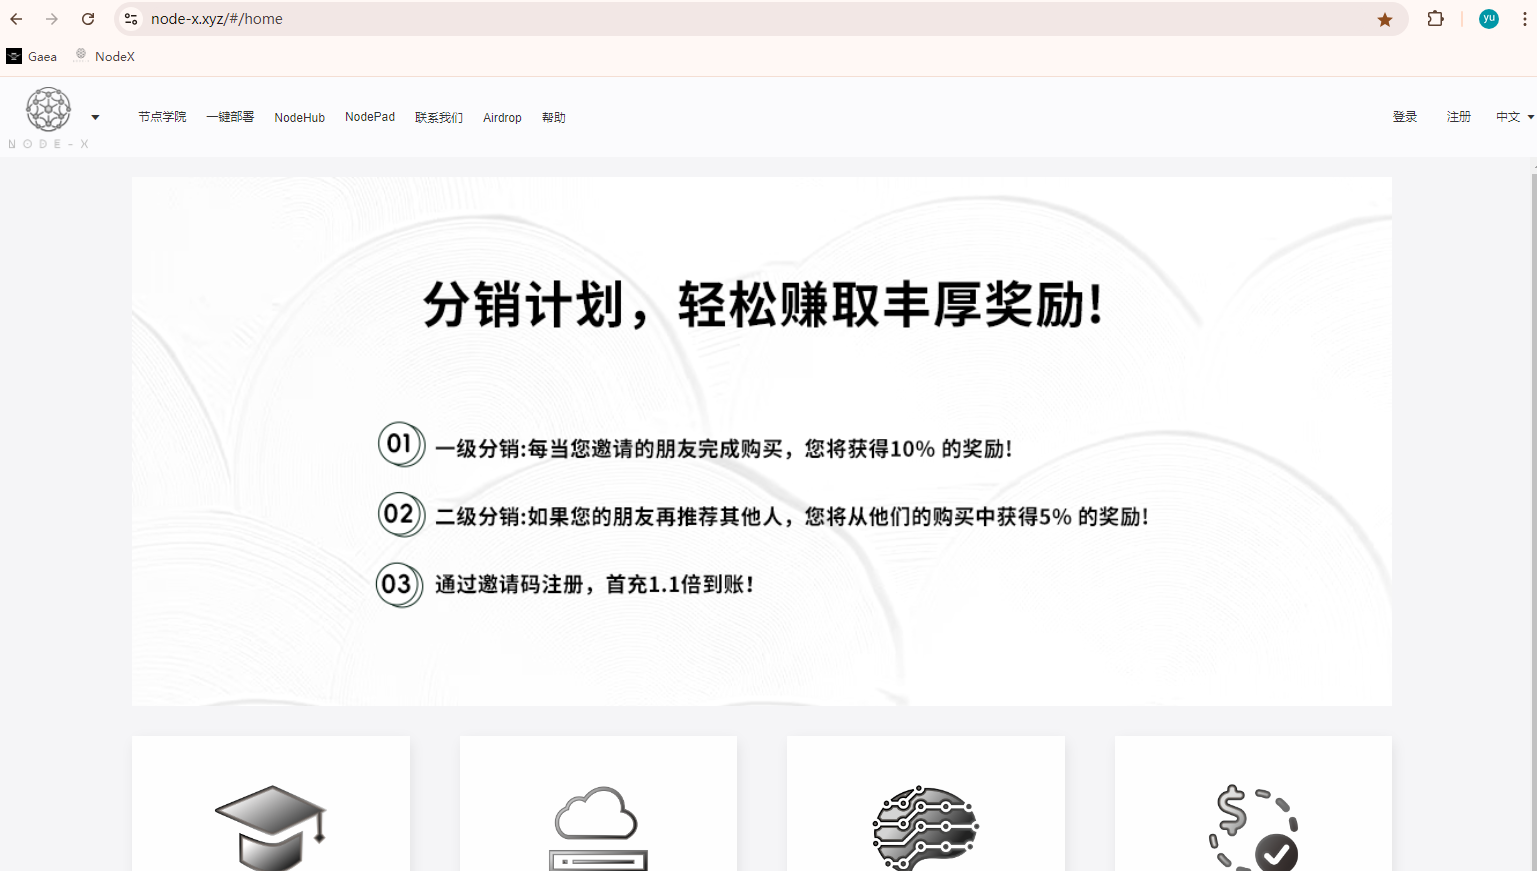 node-x.xyz/#/home
yu
Gaea
NodeX
NODE-X
节点学院
一键部署
NodeHub
NodePad
联系我们
Airdrop
帮助
登录
注册
中文
分销计划，轻松赚取丰厚奖励!
01 一级分销:每当您邀请的朋友完成购买，您将获得10% 的奖励!
02 二级分销:如果您的朋友再推荐其他人，您将从他们的购买中获得5% 的奖励!
03 通过邀请码注册，首充1.1倍到账!